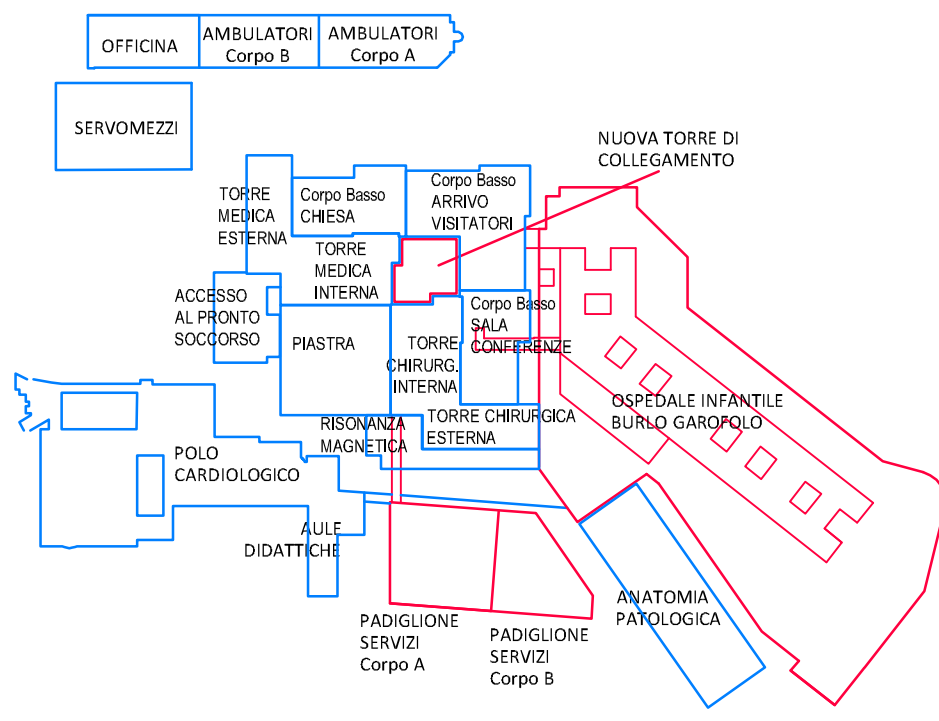 OFFICINA
AMBULATORI
Corpo B
AMBULATORI
Corpo A
SERVOMEZZI
NUOVA TORRE DI
COLLEGAMENTO
TORRE
MEDICA
ESTERNA
Corpo Basso
CHIESA
Corpo Basso
ARRIVO
VISITATORI
TORRE
MEDICA
INTERNA
ACCESSO
AL PRONTO
SOCCORSO
PIASTRA
Corpo Basso
SALA
CONFERENZE
TORRE
CHIRURG.
INTERNA
OSPEDALE INFANTILE
BURLO GAROFOLO
RISONANZA
MAGNETICA
TORRE CHIRURGICA
ESTERNA
POLO
CARDIOLOGICO
AULE
DIDATTICHE
ANATOMIA
PATOLOGICA
PADIGLIONE
SERVIZI
Corpo A
PADIGLIONE
SERVIZI
Corpo B